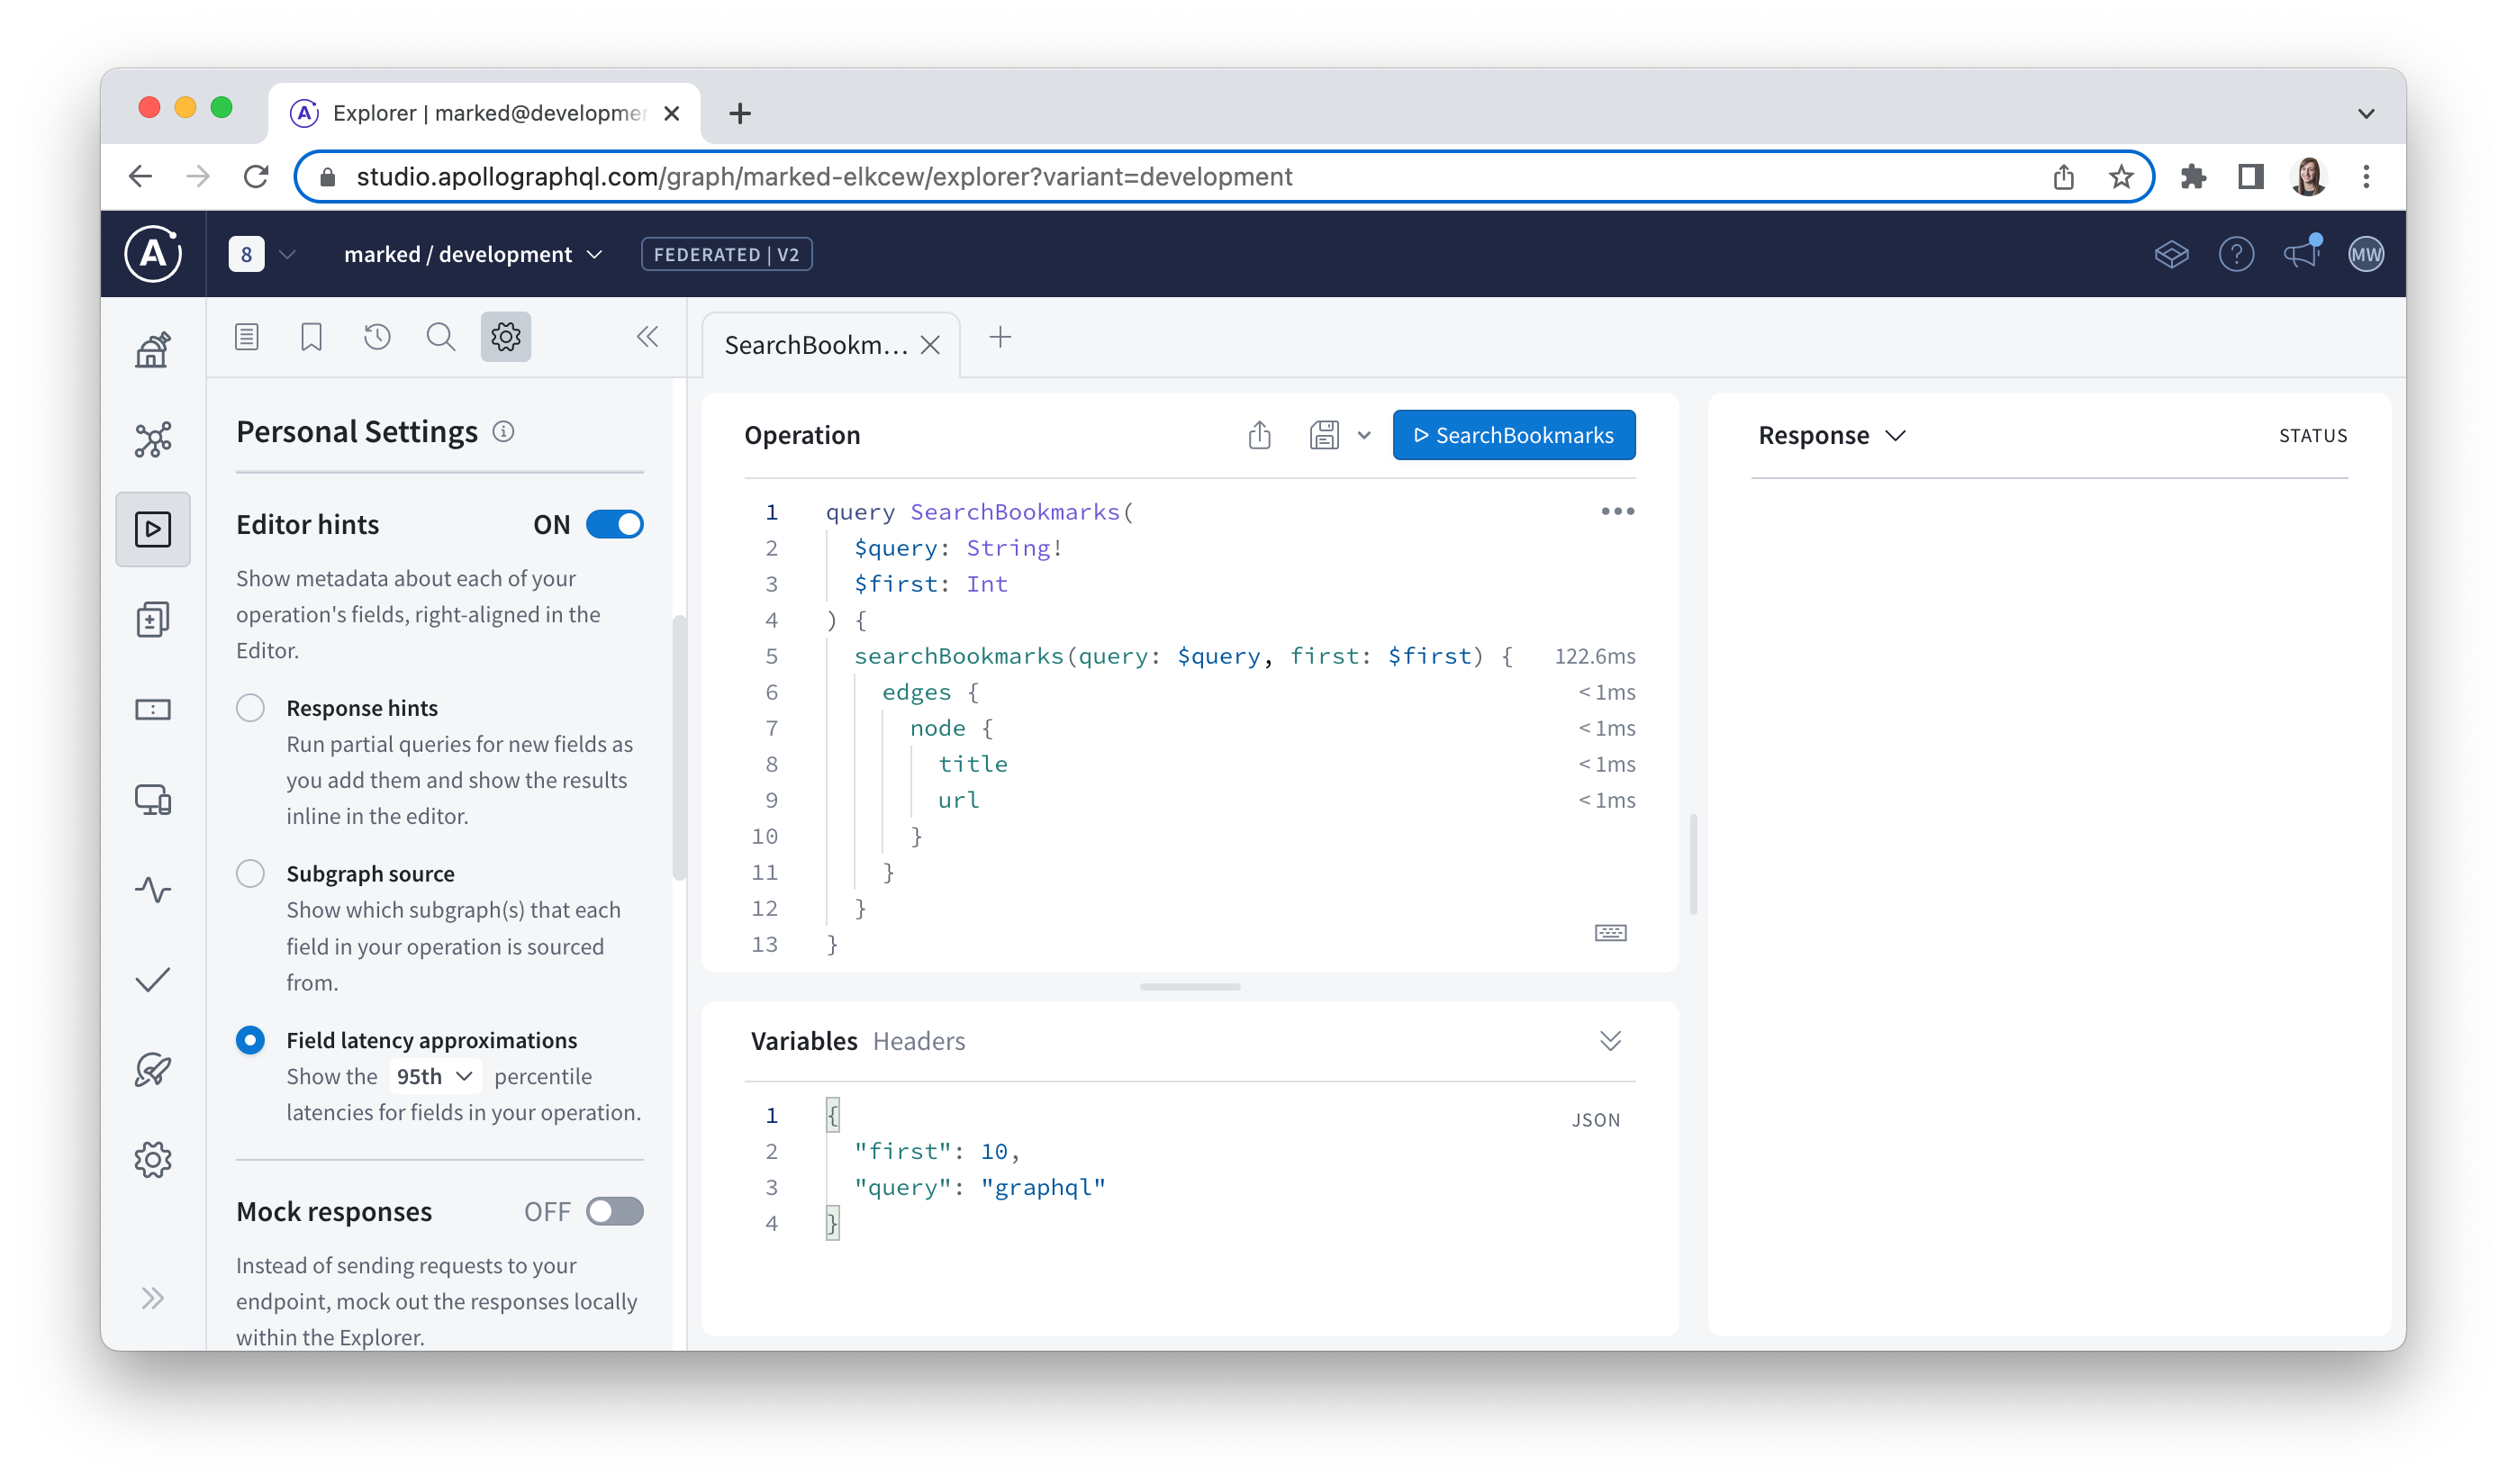 Explorer | marked@developmer
studio.apollographql.com/graph/marked-elkcew/explorer?variant=development
A
8
marked / development
FEDERATED | V2
?
MW
SearchBookm...
Personal Settings
Editor hints ON
Show metadata about each of your
operation's fields, right-aligned in the
Editor.
Response hints
Run partial queries for new fields as
you add them and show the results
inline in the editor.
Subgraph source
Show which subgraph(s) that each
field in your operation is sourced
from.
Field latency approximations
Show the 95th percentile
latencies for fields in your operation.
Mock responses OFF
Instead of sending requests to your
endpoint, mock out the responses locally
within the Explorer.
Operation
SearchBookmarks
1 query SearchBookmarks(
2 $query: String!
3 $first: Int
4 ) {
5 searchBookmarks(query: $query, first: $first) { 122.6ms
6 edges { <1ms
7 node { <1ms
8 title <1ms
9 url <1ms
10 }
11 }
12 }
13 }
Variables Headers
JSON
1 {
2 "first": 10,
3 "query": "graphql"
4 }
Response
STATUS